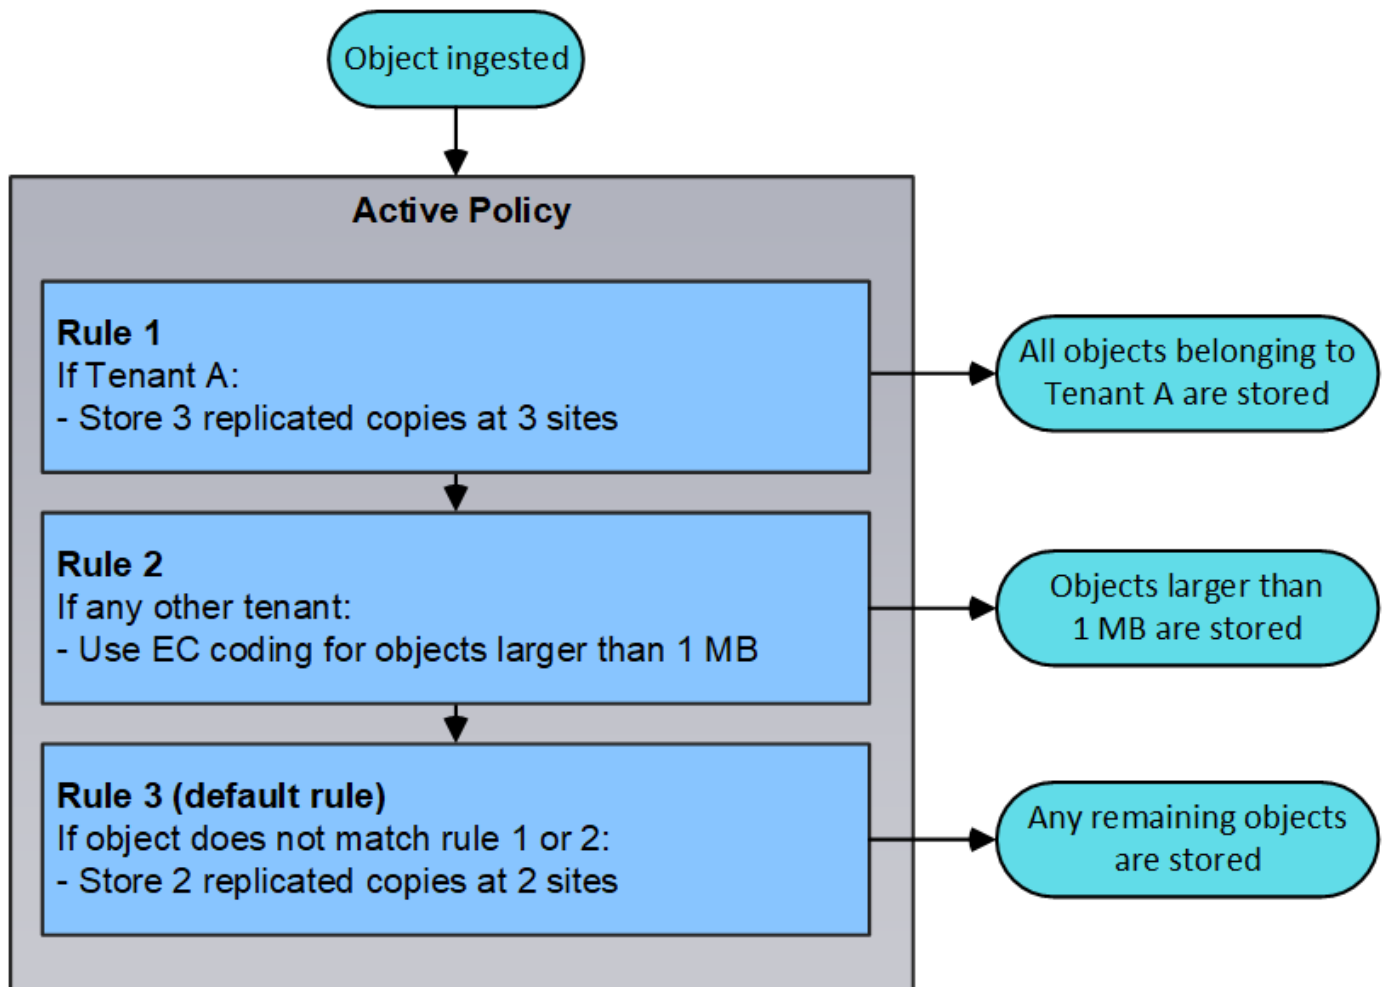 Object ingested
Active Policy
Rule 1
If Tenant A:
- Store 3 replicated copies at 3 sites
All objects belonging to
Tenant A are stored
Rule 2
If any other tenant:
- Use EC coding for objects larger than 1 MB
Objects larger than
1 MB are stored
Rule 3 (default rule)
If object does not match rule 1 or 2:
- Store 2 replicated copies at 2 sites
Any remaining objects
are stored